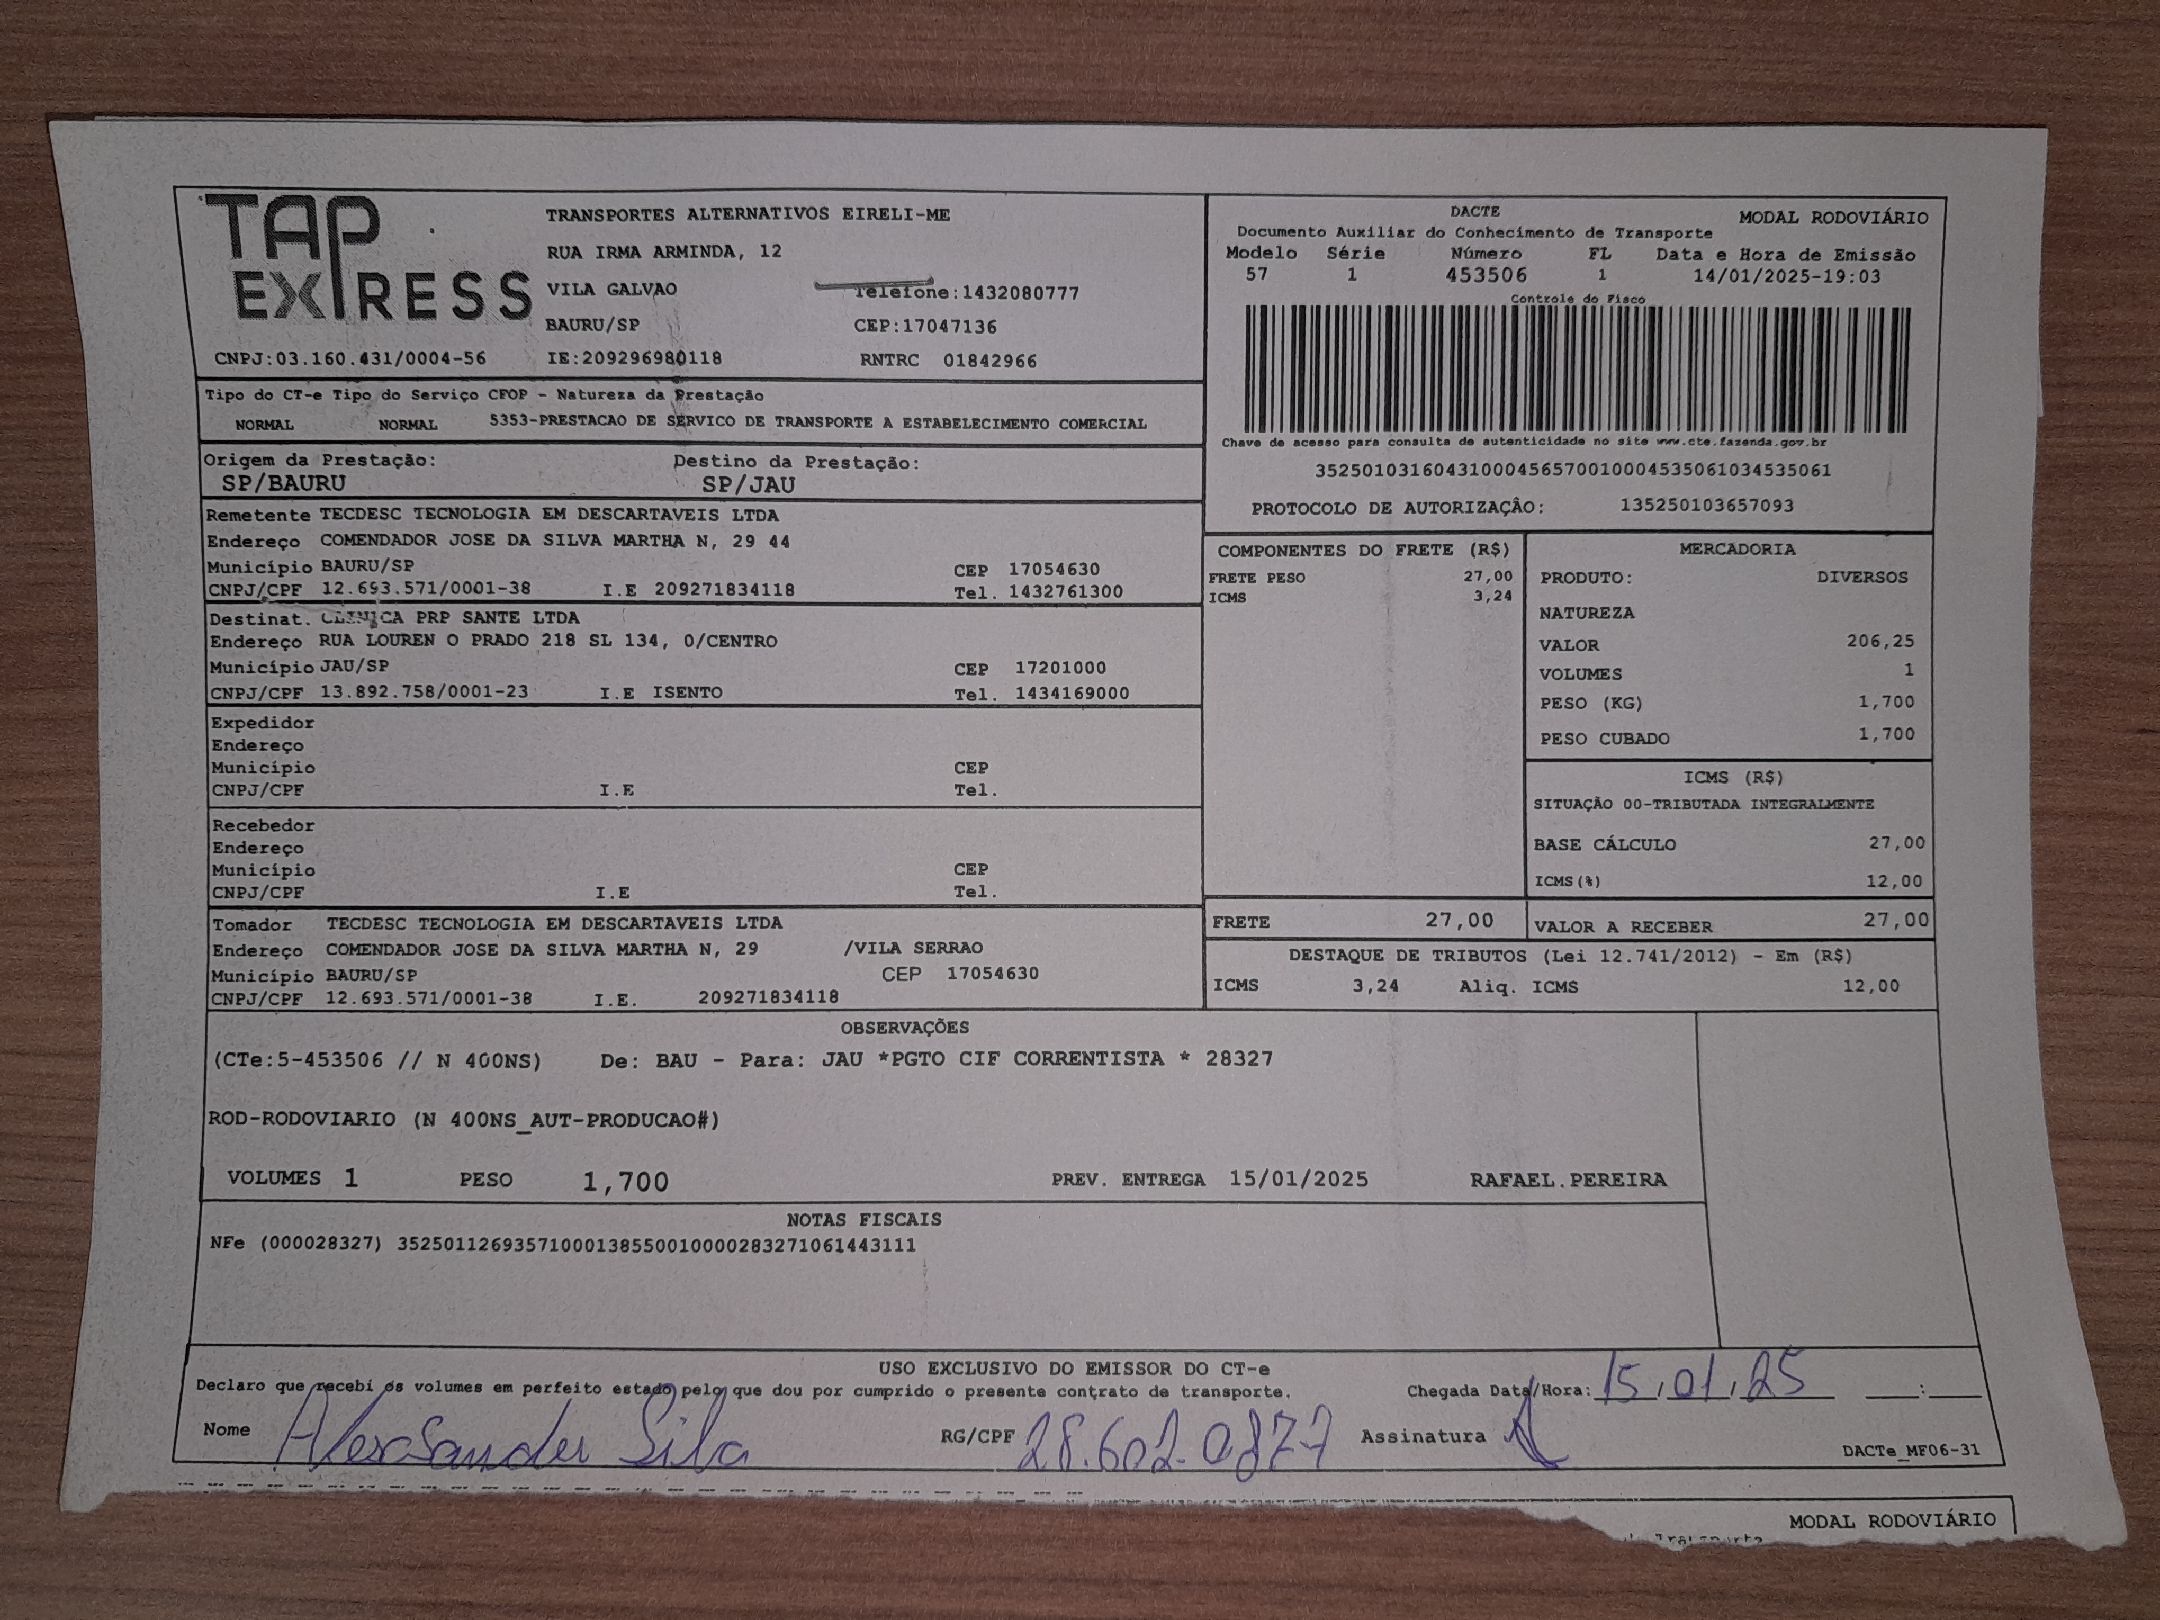 TAP EXPRESS
TRANSPORTES ALTERNATIVOS EIRELI-ME
RUA IRMA ARMINDA, 12
VILA GALVAO Telefone:1432080777
BAURU/SP CEP:17047136
CNPJ:03.160.431/0004-56 IE:209296980118 RNTRC 01842966
DACTE MODAL RODOVIÁRIO
Documento Auxiliar do Conhecimento de Transporte
Modelo Série Número FL Data e Hora de Emissão
57 1 453506 1 14/01/2025-19:03
Controle do Fisco
Chave de acesso para consulta de autenticidade no site www.cte.fazenda.gov.br
35250103160431000456570010004535061034535061
PROTOCOLO DE AUTORIZAÇÂO: 135250103657093
Tipo do CT-e Tipo do Serviço CFOP - Natureza da Prestação
NORMAL NORMAL 5353-PRESTACAO DE SERVICO DE TRANSPORTE A ESTABELECIMENTO COMERCIAL
Origem da Prestação: Destino da Prestação:
SP/BAURU SP/JAU
Remetente TECDESC TECNOLOGIA EM DESCARTAVEIS LTDA
Endereço COMENDADOR JOSE DA SILVA MARTHA N, 29 44
Município BAURU/SP CEP 17054630
CNPJ/CPF 12.693.571/0001-38 I.E 209271834118 Tel. 1432761300
Destinat. CLINICA PRP SANTE LTDA
Endereço RUA LOUREN O PRADO 218 SL 134, 0/CENTRO
Município JAU/SP CEP 17201000
CNPJ/CPF 13.892.758/0001-23 I.E ISENTO Tel. 1434169000
Expedidor
Endereço
Município CEP
CNPJ/CPF I.E Tel.
Recebedor
Endereço
Município CEP
CNPJ/CPF I.E Tel.
Tomador TECDESC TECNOLOGIA EM DESCARTAVEIS LTDA
Endereço COMENDADOR JOSE DA SILVA MARTHA N, 29 /VILA SERRAO
Município BAURU/SP CEP 17054630
CNPJ/CPF 12.693.571/0001-38 I.E. 209271834118
COMPONENTES DO FRETE (R$)
FRETE PESO 27,00
ICMS 3,24
MERCADORIA
PRODUTO: DIVERSOS
NATUREZA
VALOR 206,25
VOLUMES 1
PESO (KG) 1,700
PESO CUBADO 1,700
ICMS (R$)
SITUAÇÃO 00-TRIBUTADA INTEGRALMENTE
BASE CÁLCULO 27,00
ICMS(%) 12,00
FRETE 27,00 VALOR A RECEBER 27,00
DESTAQUE DE TRIBUTOS (Lei 12.741/2012) - Em (R$)
ICMS 3,24 Aliq. ICMS 12,00
OBSERVAÇÕES
(CTe:5-453506 // N 400NS) De: BAU - Para: JAU *PGTO CIF CORRENTISTA * 28327
ROD-RODOVIARIO (N 400NS_AUT-PRODUCAO#)
VOLUMES 1 PESO 1,700 PREV. ENTREGA 15/01/2025 RAFAEL.PEREIRA
NOTAS FISCAIS
NFe (000028327) 35250112693571000138550010000283271061443111
USO EXCLUSIVO DO EMISSOR DO CT-e
Declaro que recebi os volumes em perfeito estado pelo que dou por cumprido o presente contrato de transporte. Chegada Data/Hora: 15/01/25 :
Nome Alexsander Silva RG/CPF 28.602.0877 Assinatura
DACTe_MF06-31
MODAL RODOVIÁRIO